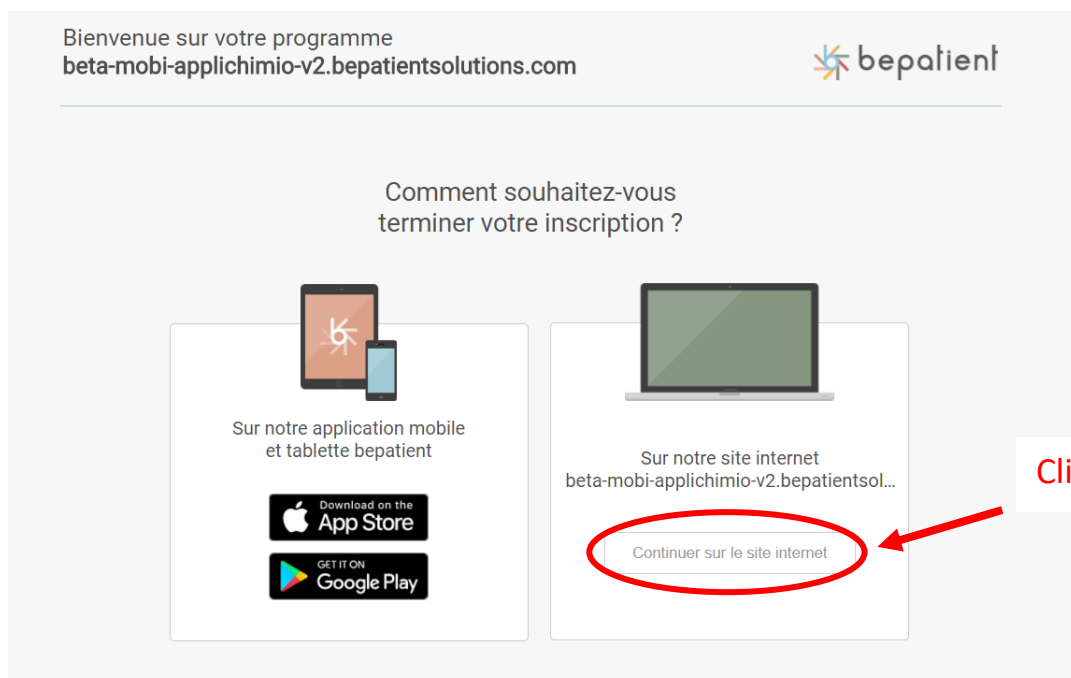 Bienvenue sur votre programme
beta-mobi-applichimio-v2.bepatientsolutions.com
bepatient
Comment souhaitez-vous
terminer votre inscription ?
Sur notre application mobile
et tablette bepatient
Download on the
App Store
GET IT ON
Google Play
Sur notre site internet
beta-mobi-applichimio-v2.bepatientsol...
Continuer sur le site internet
Cli